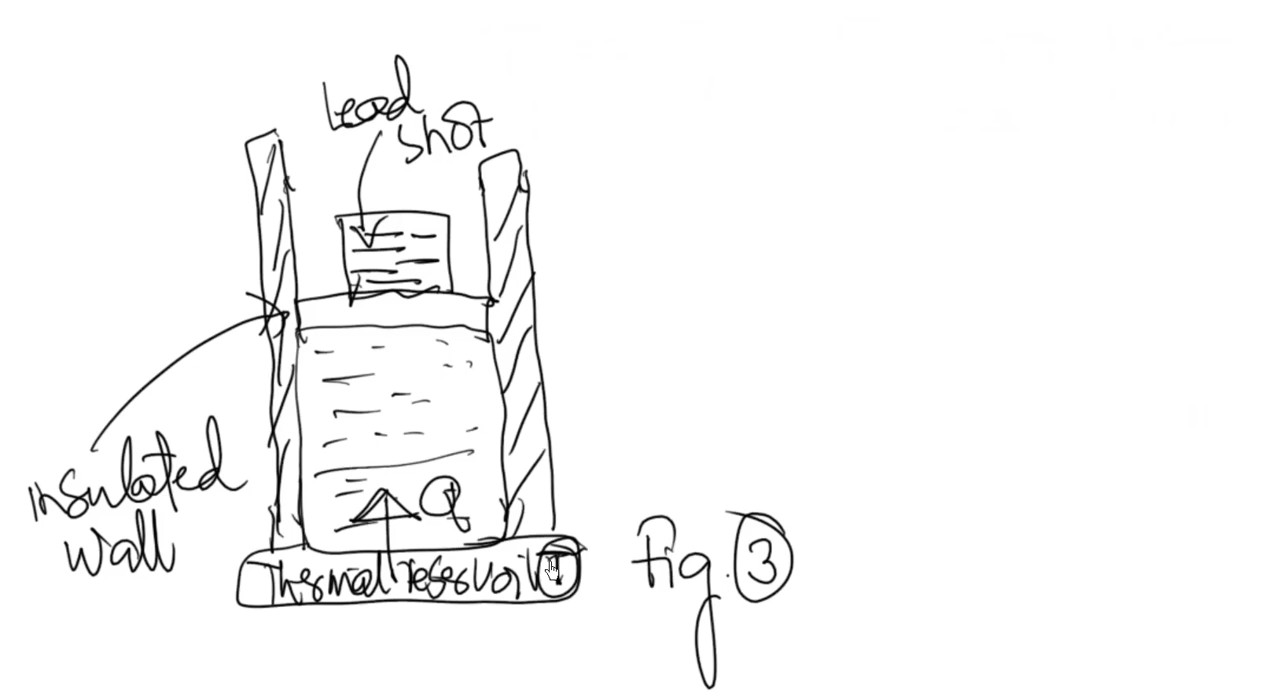 Lead
shot
insulated
wall
Q
Thermal reservoir T
Fig. 3